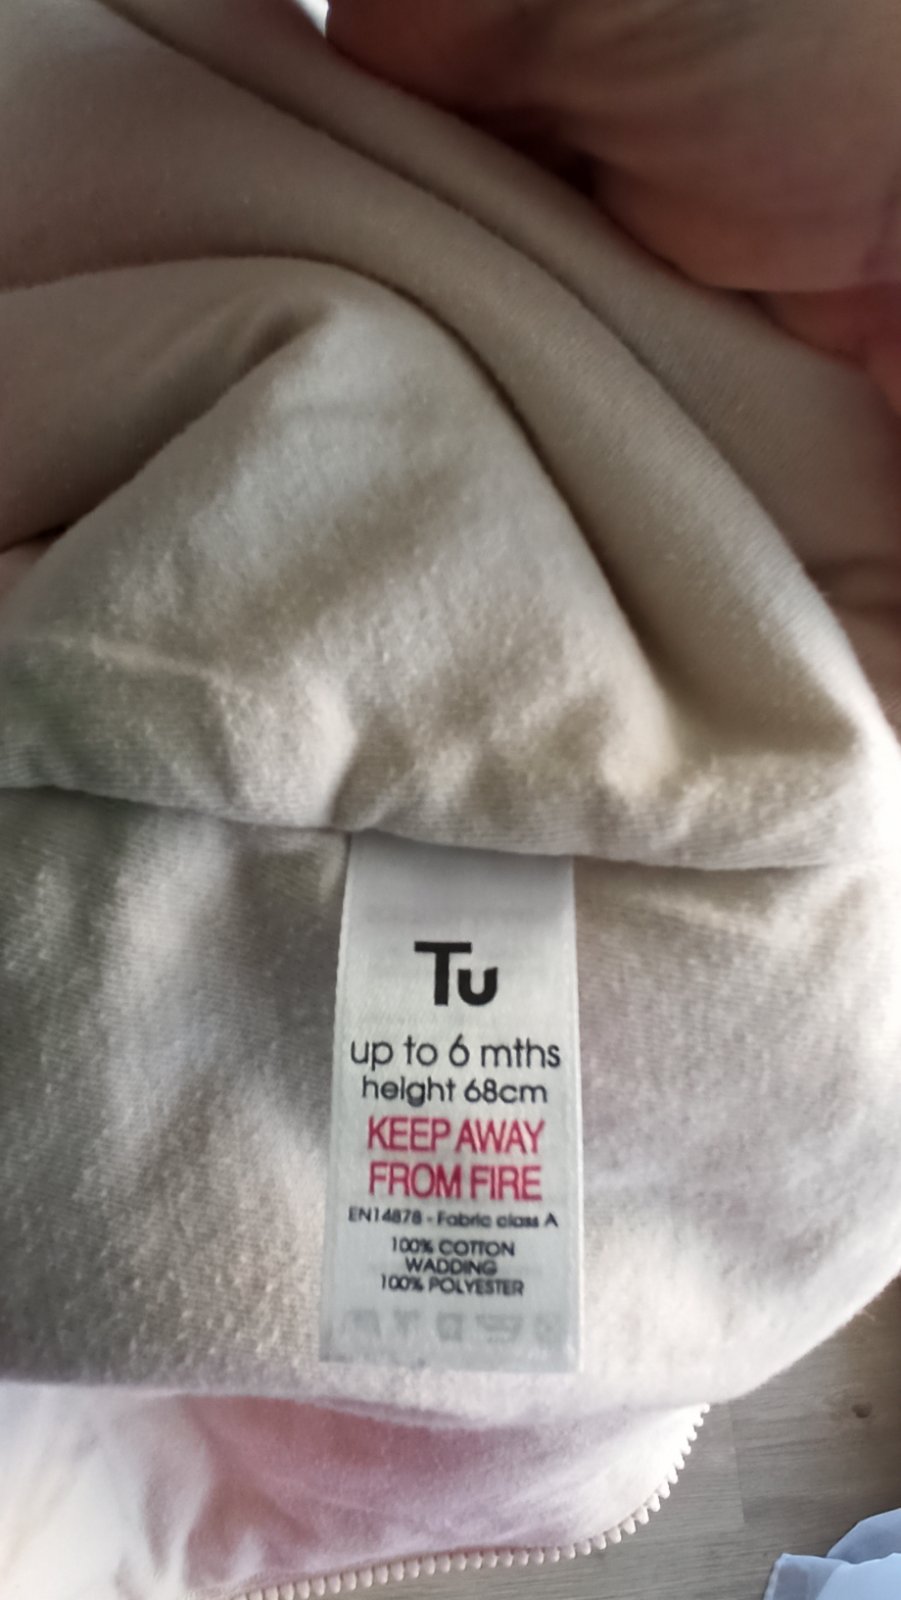 Tu
up to 6 mths
height 68cm
KEEP AWAY
FROM FIRE
EN14878 - Fabric class A
100% COTTON
WADDING
100% POLYESTER